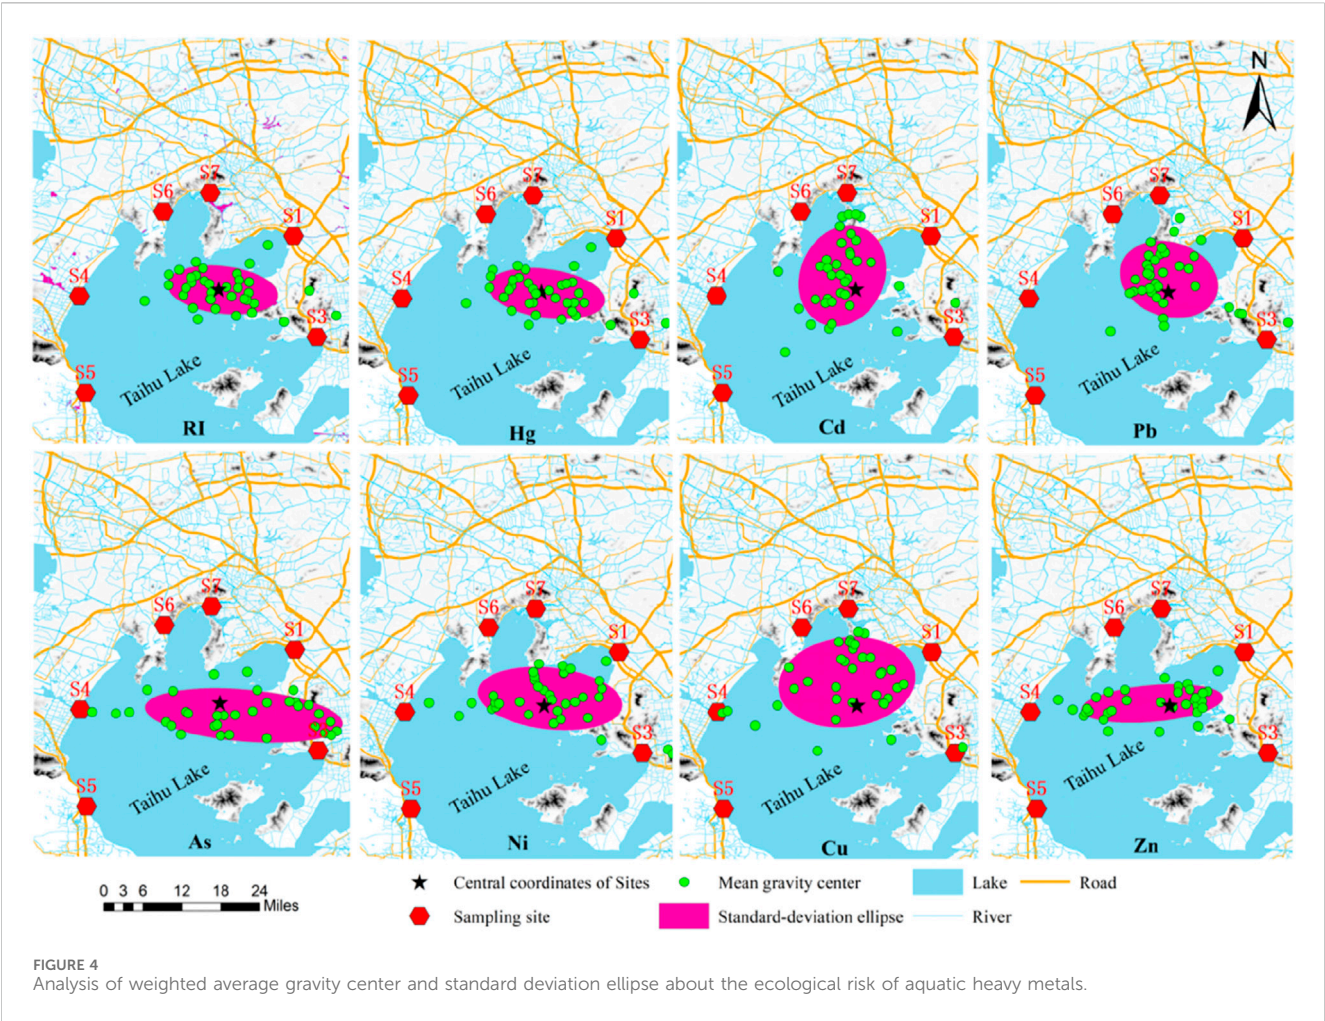 N
S7
S6
S1
S4
S3
S5
Taihu Lake
RI
S7
S6
S1
S4
S3
S5
Taihu Lake
Hg
S7
S6
S1
S4
S3
S5
Taihu Lake
Cd
S7
S6
S1
S4
S3
S5
Taihu Lake
Pb
S7
S6
S1
S4
S5
Taihu Lake
As
S7
S6
S1
S4
S3
S5
Taihu Lake
Ni
S7
S6
S1
S4
S3
S5
Taihu Lake
Cu
S7
S6
S1
S4
S3
S5
Taihu Lake
Zn
0 3 6 12 18 24
Miles
Central coordinates of Sites
Mean gravity center
Lake
Road
Sampling site
Standard-deviation ellipse
River
FIGURE 4
Analysis of weighted average gravity center and standard deviation ellipse about the ecological risk of aquatic heavy metals.